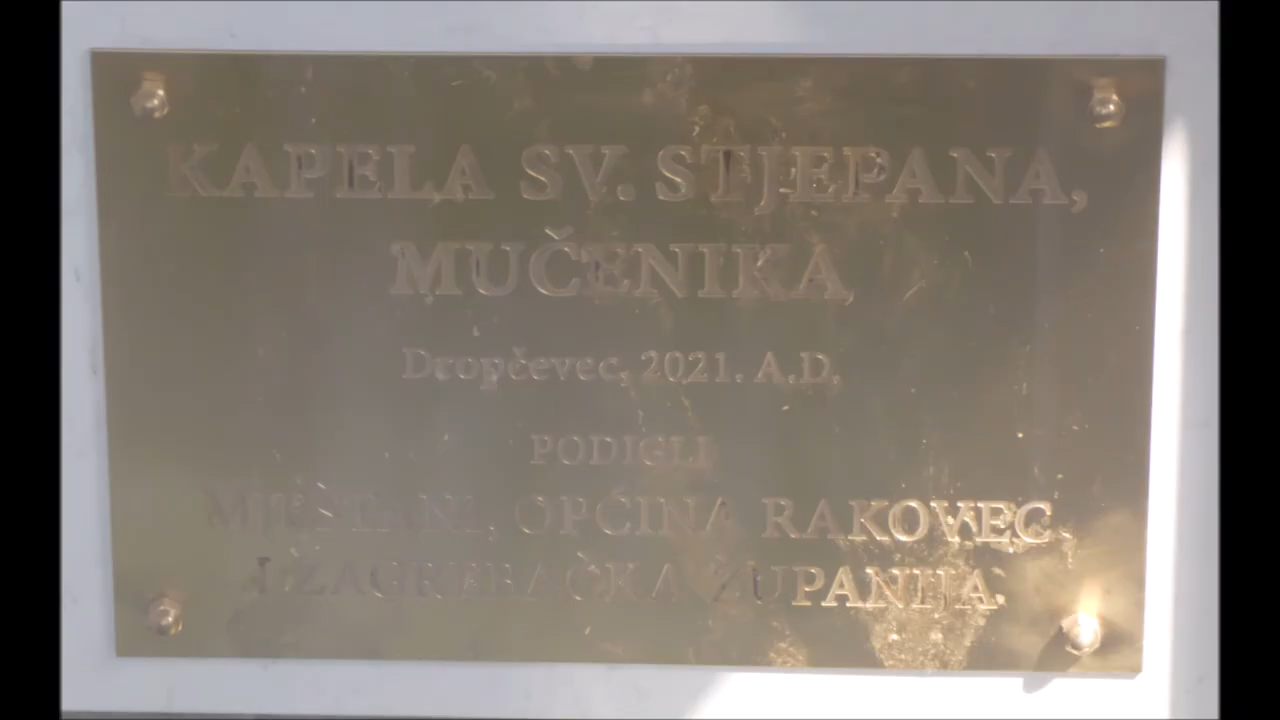 KAPELA SV. STJEPANA,
MUČENIKA
Dropčevec, 2021. A.D.
PODIGLI
MJEŠTANI, OPĆINA RAKOVEC
I ZAGREBAČKA ŽUPANIJA.